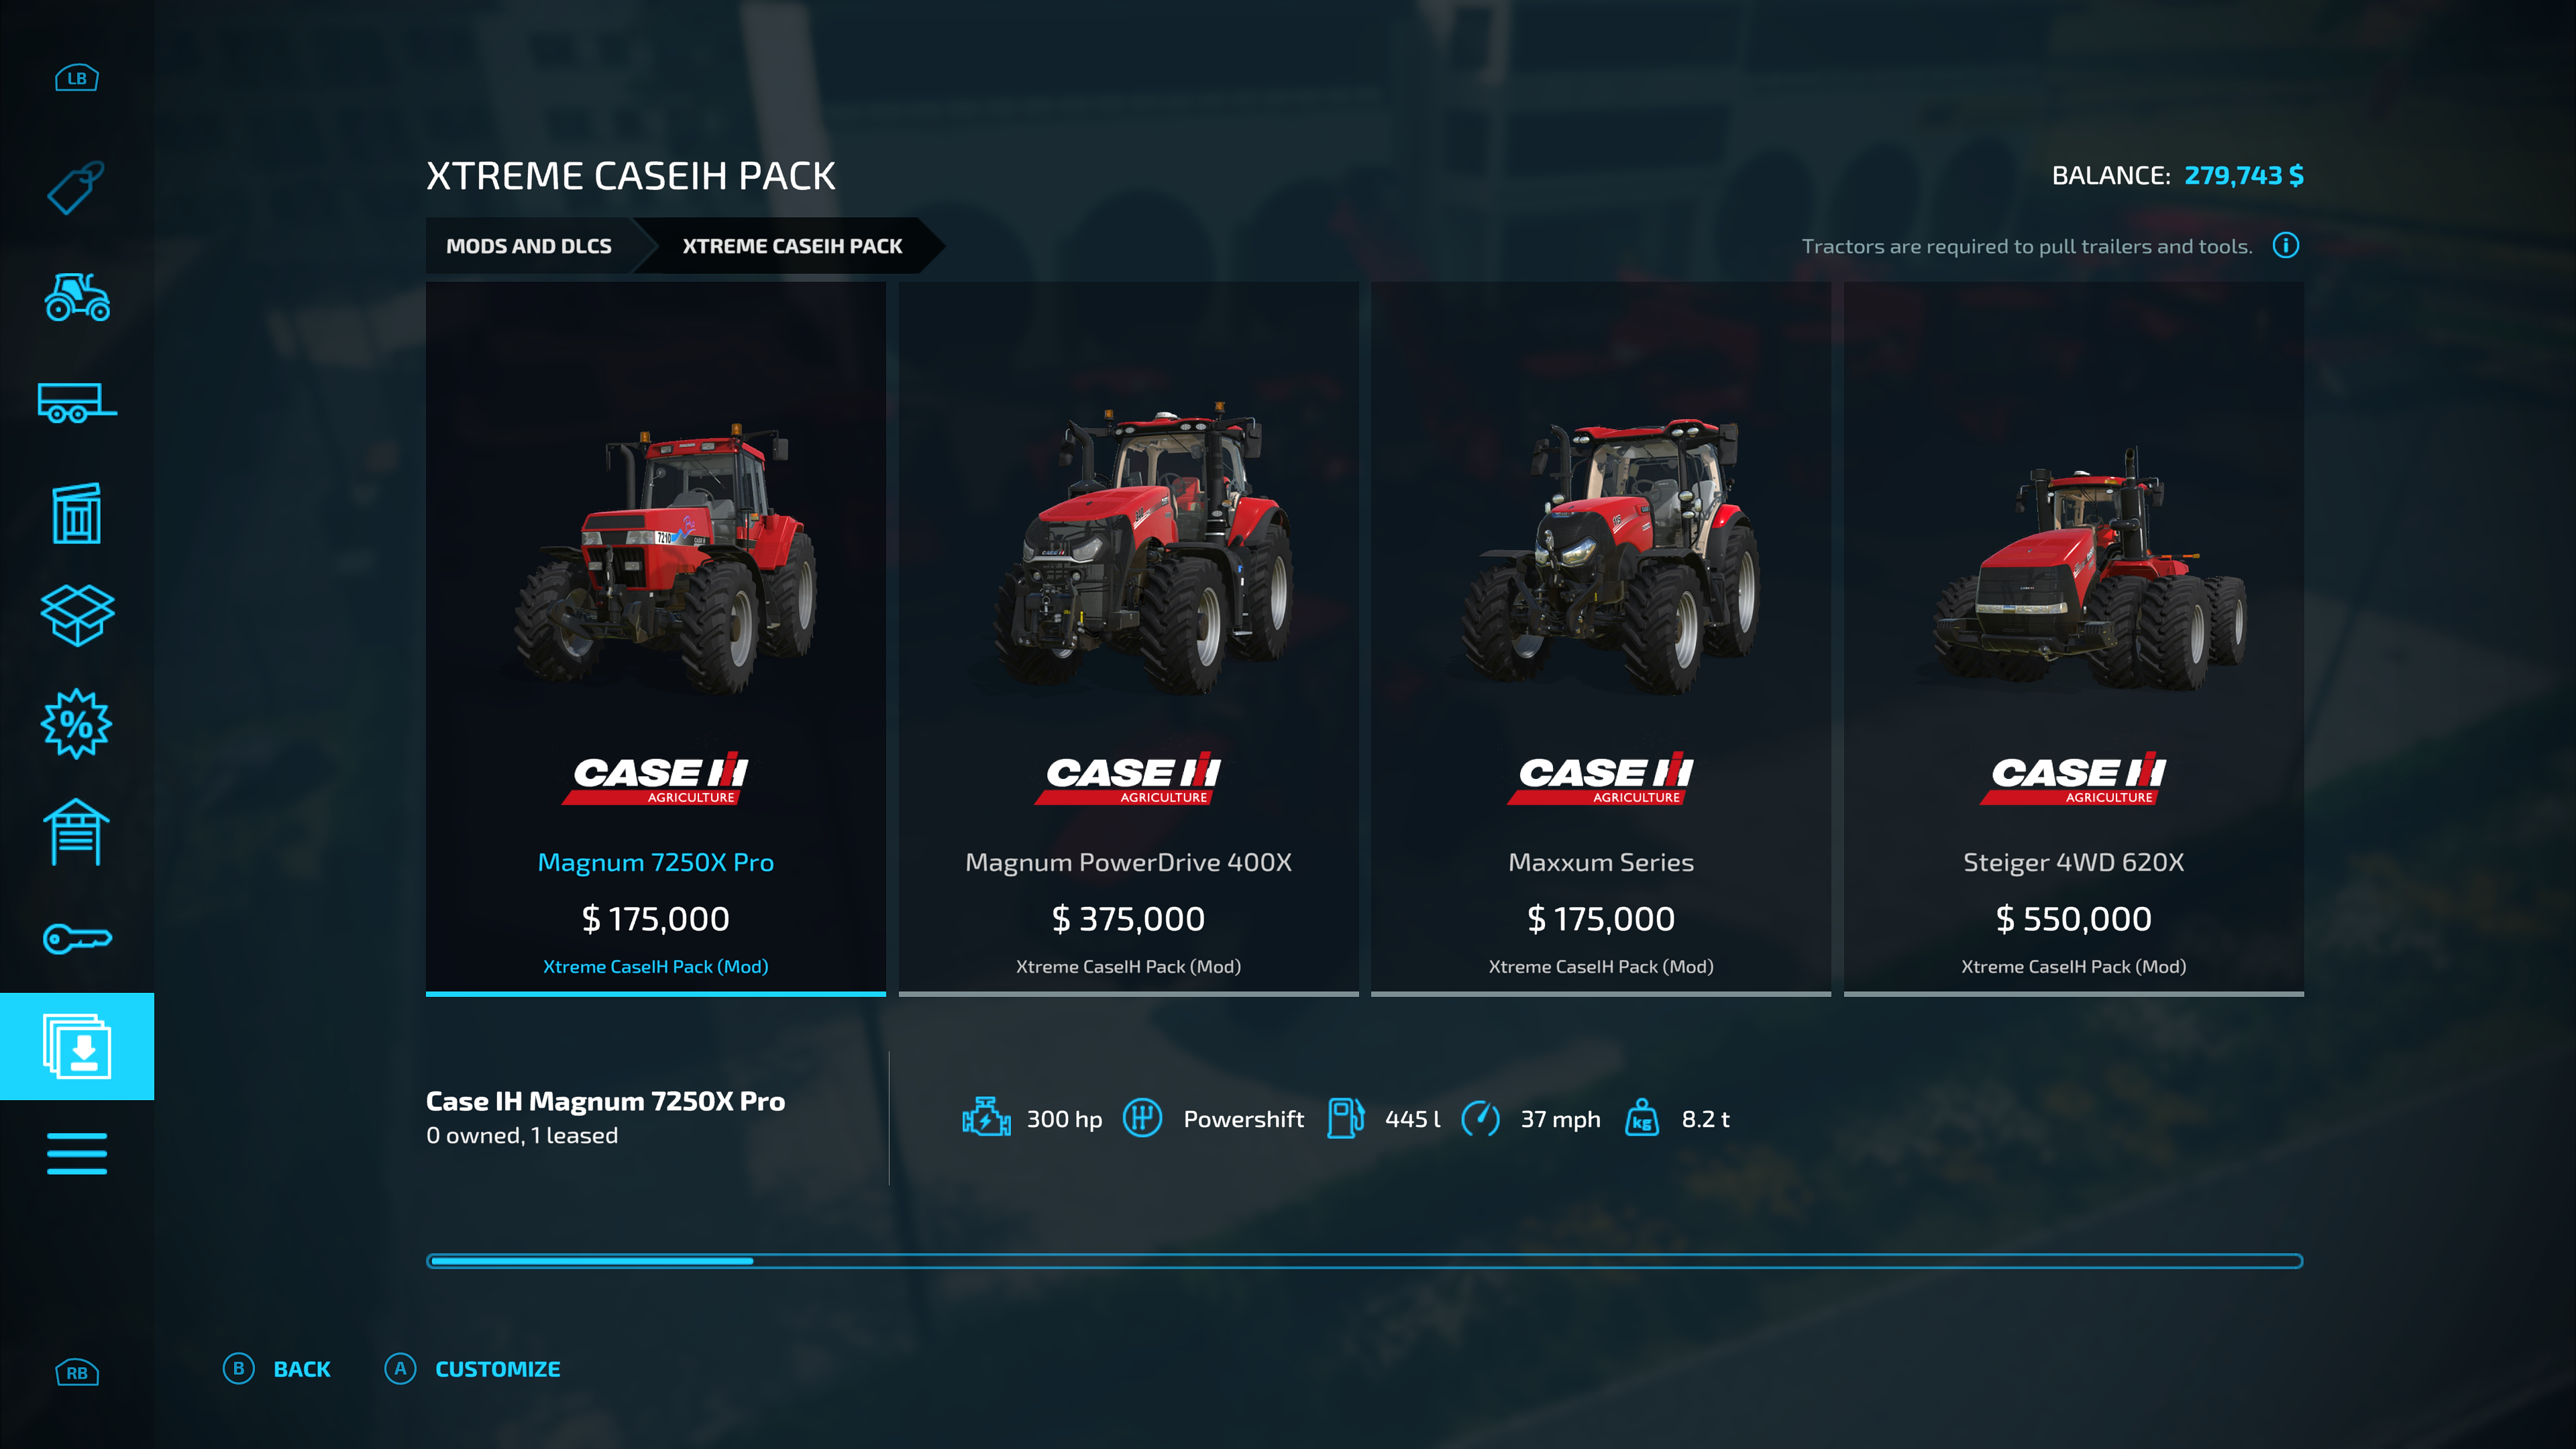 LB
XTREME CASEIH PACK
BALANCE: 279,743 $
MODS AND DLCS
XTREME CASEIH PACK
Tractors are required to pull trailers and tools.
7210
CASE IH
AGRICULTURE
Magnum 7250X Pro
$ 175,000
Xtreme CaseIH Pack (Mod)
CASE IH
AGRICULTURE
Magnum PowerDrive 400X
$ 375,000
Xtreme CaseIH Pack (Mod)
CASE IH
AGRICULTURE
Maxxum Series
$ 175,000
Xtreme CaseIH Pack (Mod)
CASE IH
AGRICULTURE
Steiger 4WD 620X
$ 550,000
Xtreme CaseIH Pack (Mod)
Case IH Magnum 7250X Pro
0 owned, 1 leased
300 hp
Powershift
445 l
37 mph
kg 8.2 t
RB
B BACK
A CUSTOMIZE